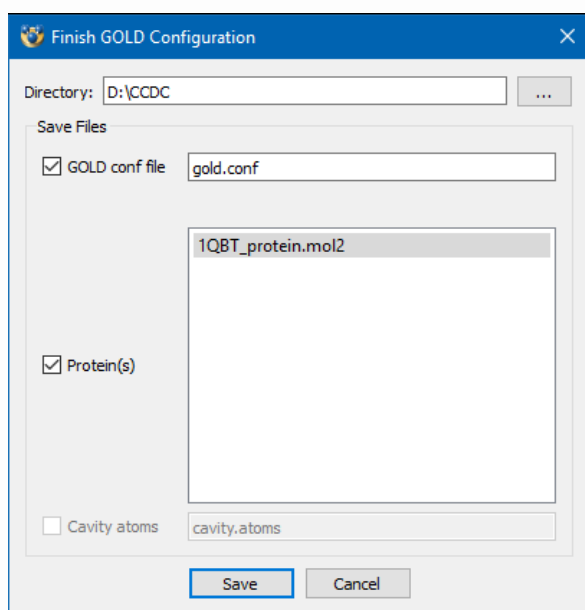 Finish GOLD Configuration
Directory: D:\CCDC ...
Save Files
GOLD conf file gold.conf
1QBT_protein.mol2
Protein(s)
Cavity atoms cavity.atoms
Save Cancel